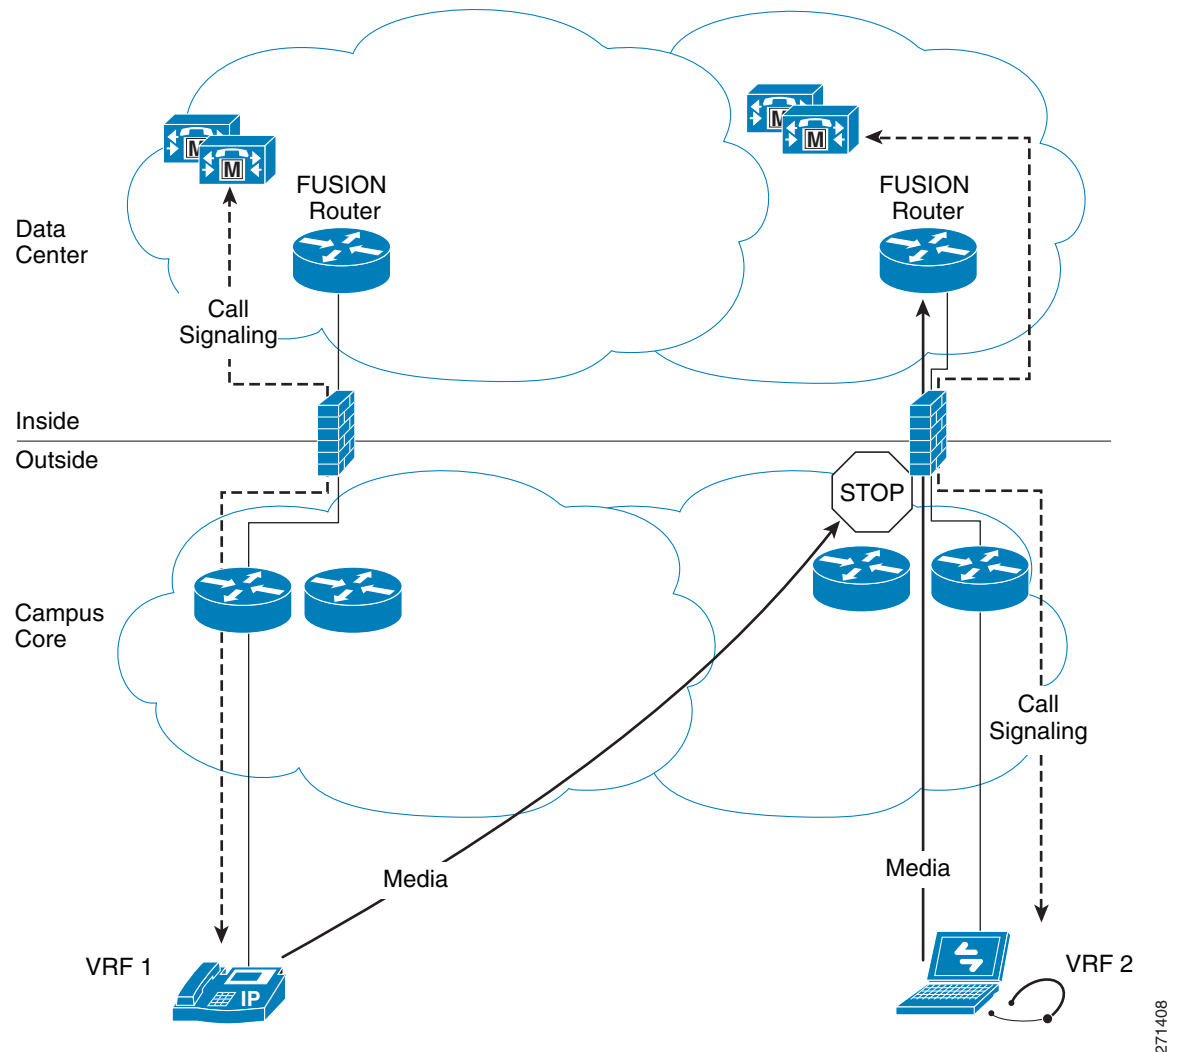 M
M
M
M
FUSION
Router
FUSION
Router
Data
Center
Call
Signaling
Inside
Outside
STOP
Campus
Core
Call
Signaling
Media
Media
VRF 1
IP
VRF 2
271408